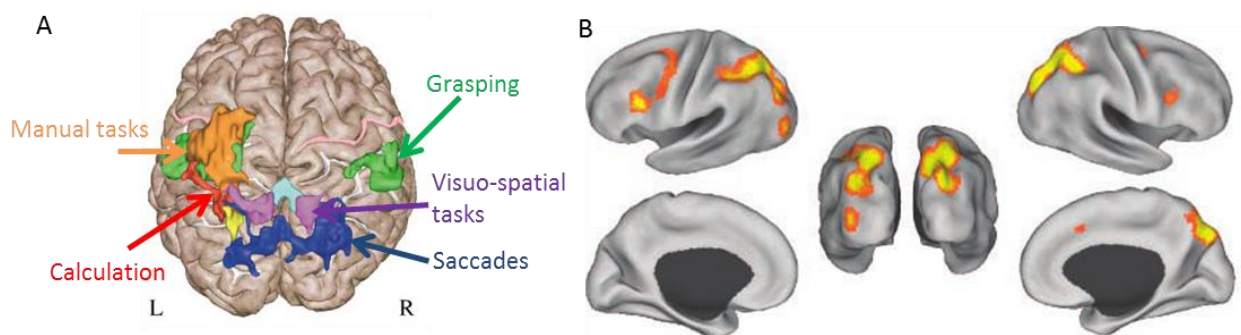 A
B
Grasping
Manual tasks
Visuo-spatial
tasks
Calculation
Saccades
L
R